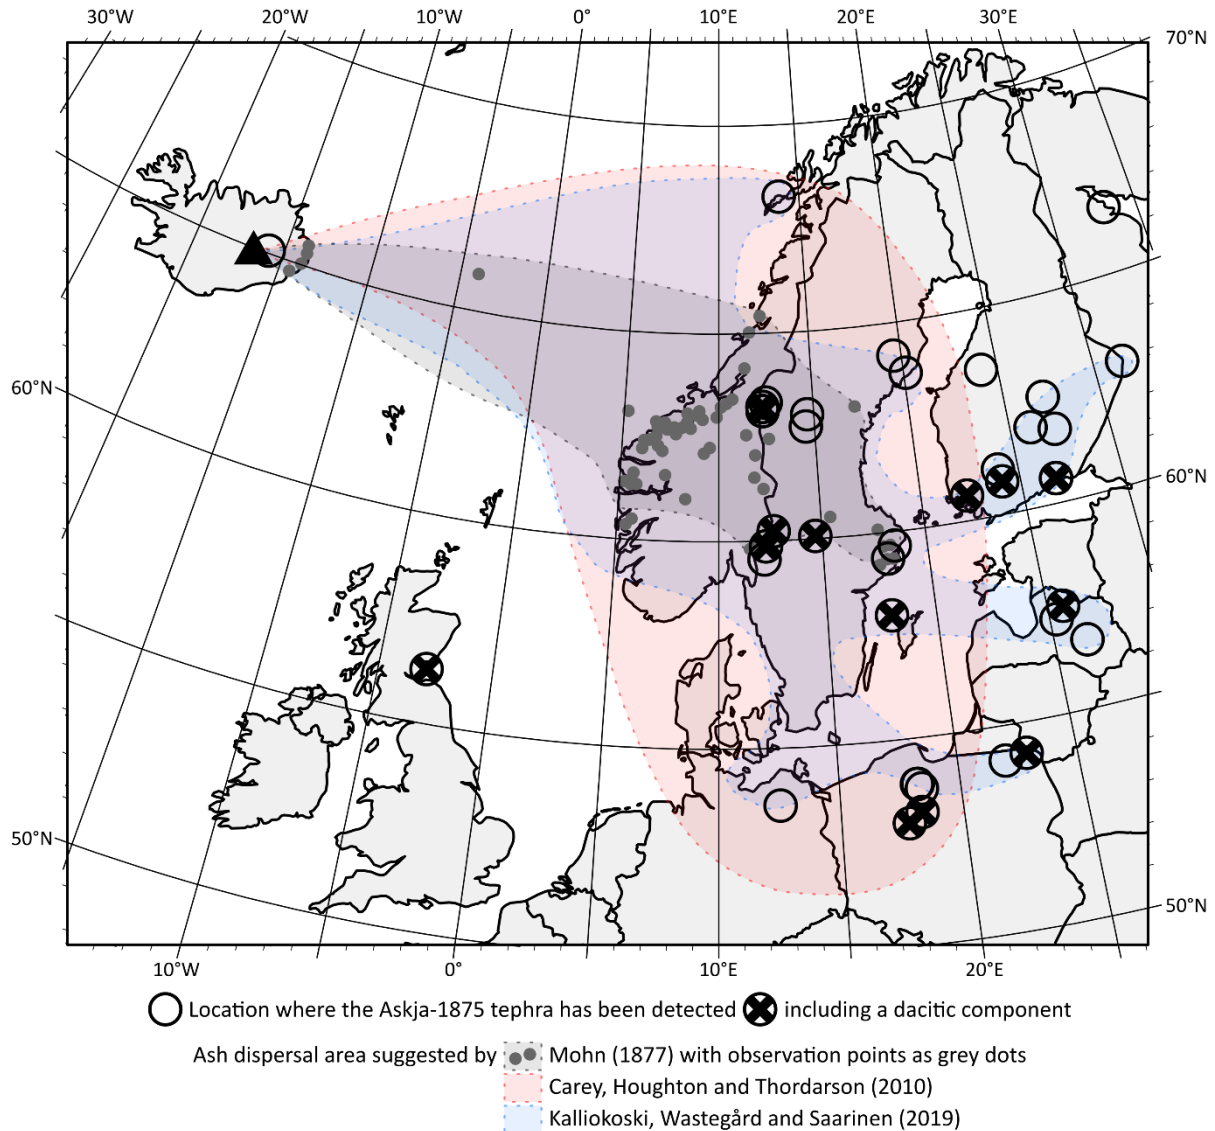 30°W 20°W 10°W 0° 10°E 20°E 30°E
70°N
60°N
60°N
50°N
50°N
10°W 0° 10°E 20°E
Location where the Askja-1875 tephra has been detected including a dacitic component
Ash dispersal area suggested by Mohn (1877) with observation points as grey dots
Carey, Houghton and Thordarson (2010)
Kalliokoski, Wastegård and Saarinen (2019)